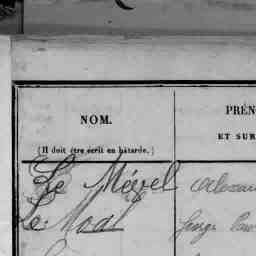 NOM.
(Il doit être écrit en bâtarde.)
PRÉN
ET SUR
Le Mével
Le Moal